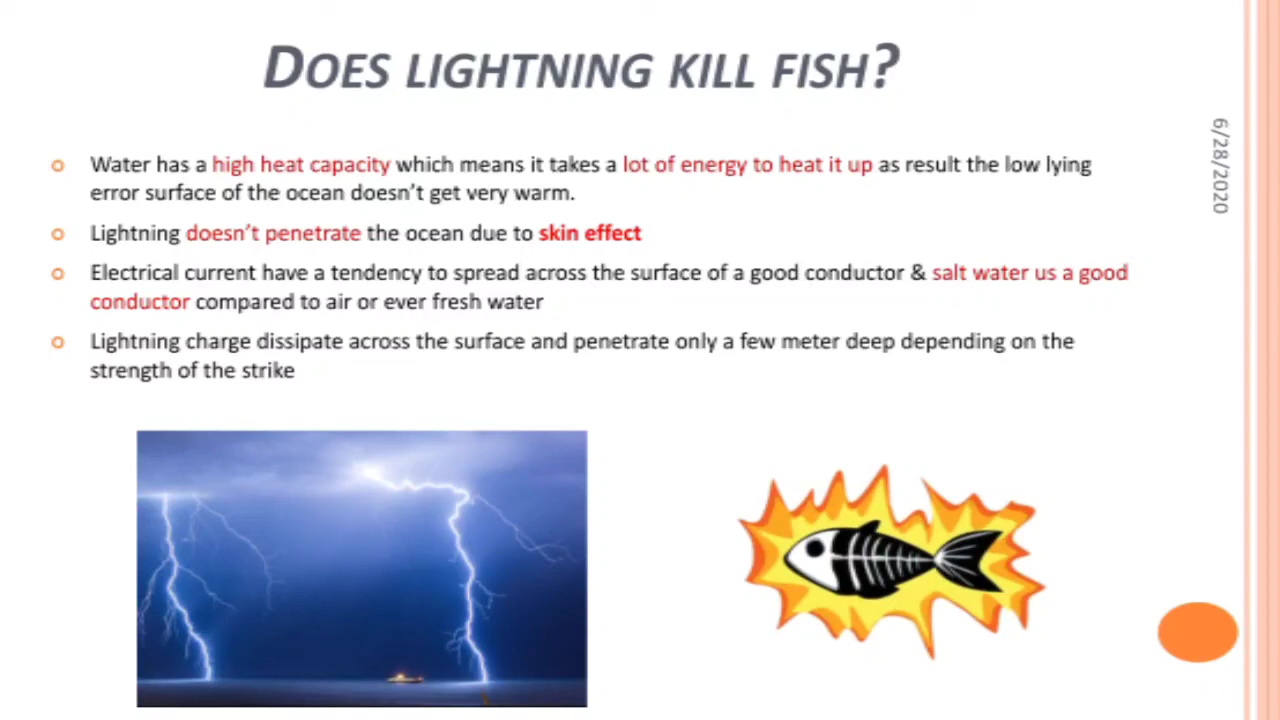 DOES LIGHTNING KILL FISH?
6/28/2020
Water has a high heat capacity which means it takes a lot of energy to heat it up as result the low lying
error surface of the ocean doesn't get very warm.
Lightning doesn't penetrate the ocean due to skin effect
Electrical current have a tendency to spread across the surface of a good conductor & salt water us a good
conductor compared to air or ever fresh water
Lightning charge dissipate across the surface and penetrate only a few meter deep depending on the
strength of the strike